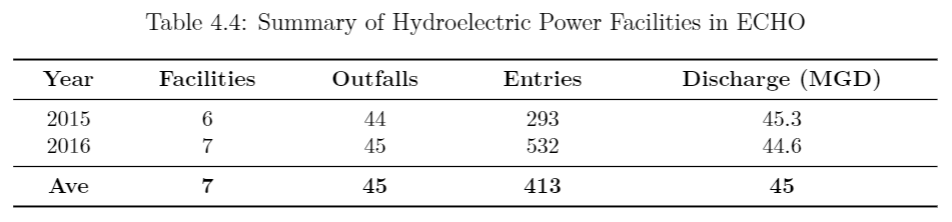 Table 4.4: Summary of Hydroelectric Power Facilities in ECHO
Year Facilities Outfalls Entries Discharge (MGD)
2015 6 44 293 45.3
2016 7 45 532 44.6
Ave 7 45 413 45